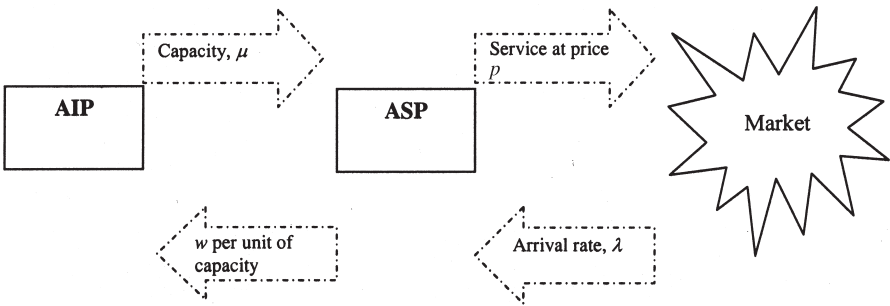 Capacity, μ
Service at price
p
AIP
ASP
Market
w per unit of
capacity
Arrival rate, λ